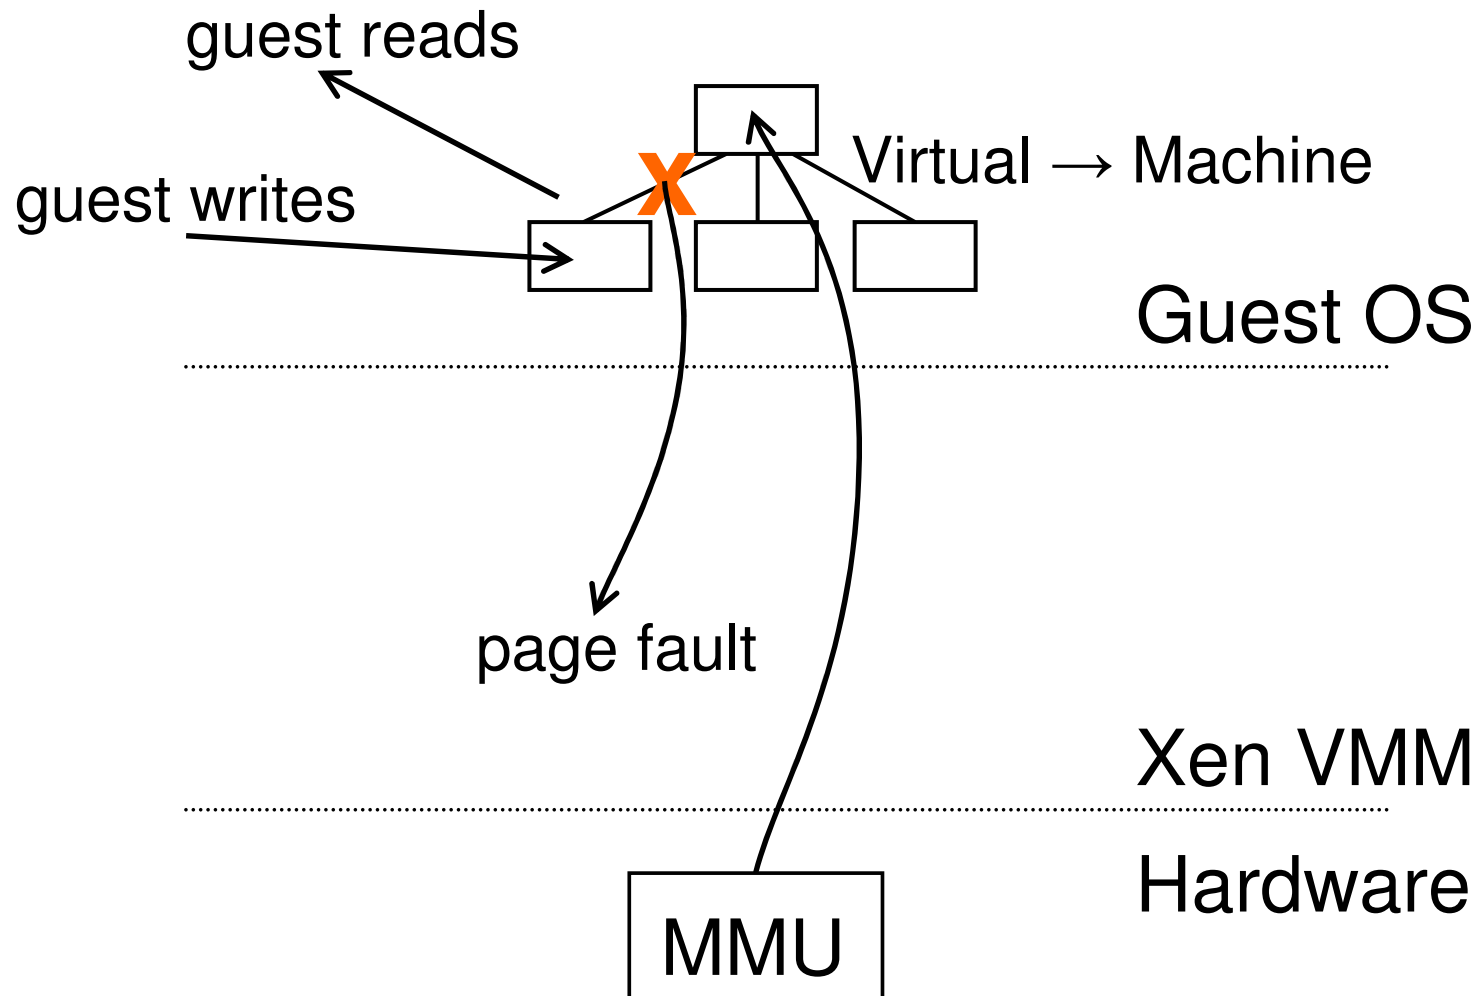 guest reads
Virtual → Machine
guest writes
X
Guest OS
page fault
Xen VMM
Hardware
MMU